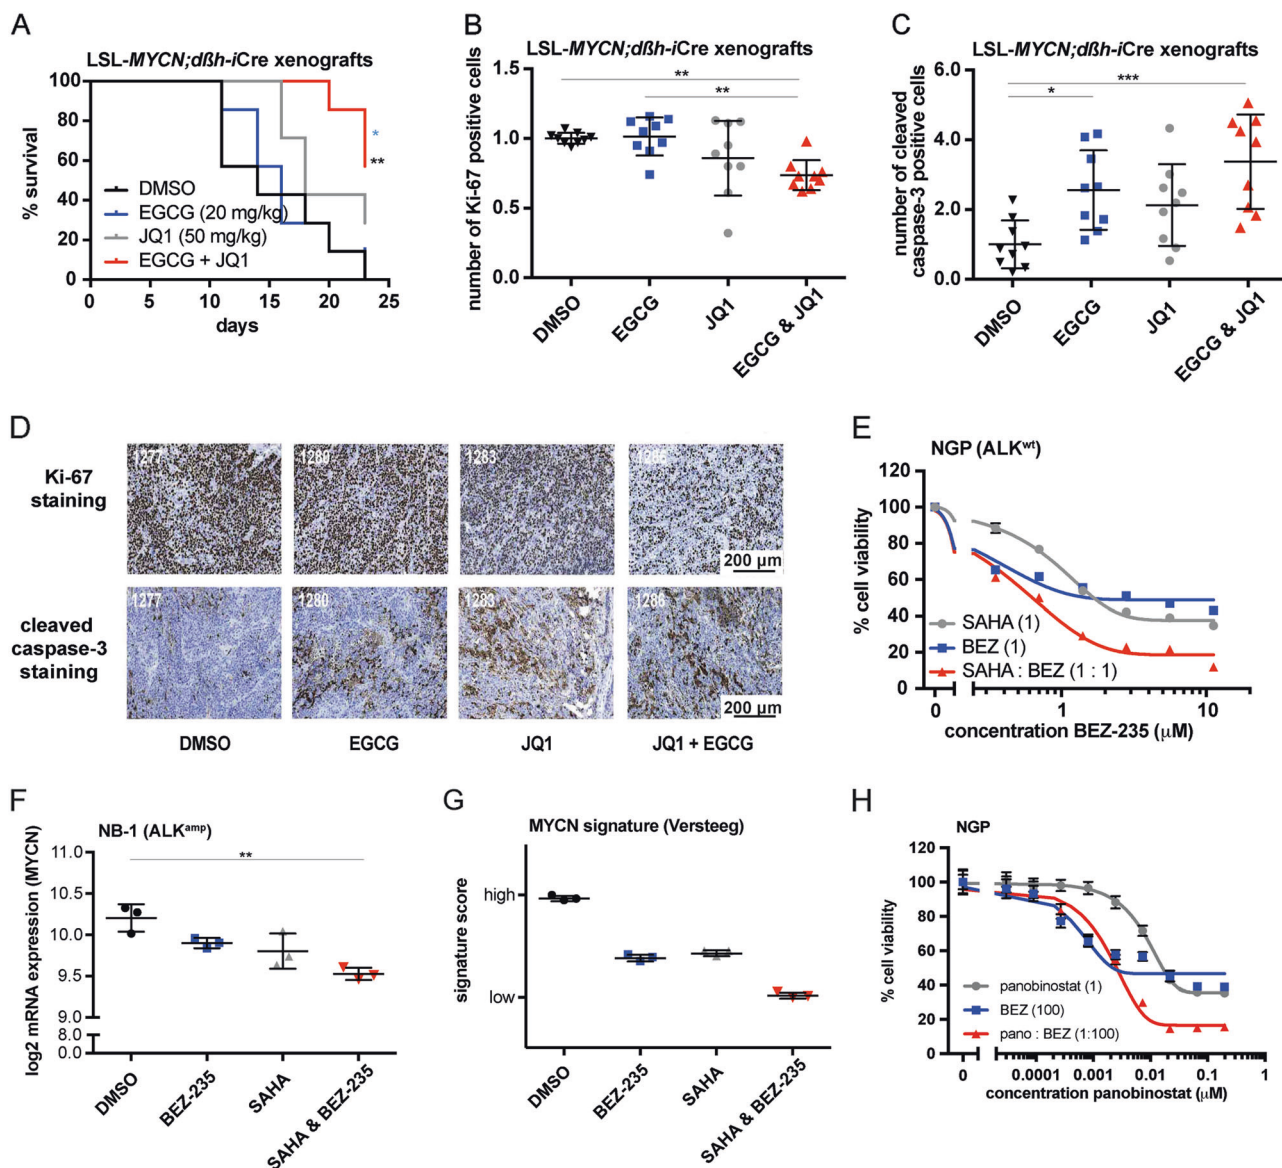 A
LSL-MYCN;dßh-iCre xenografts
% survival
100
80
60
40
20
0
DMSO
EGCG (20 mg/kg)
JQ1 (50 mg/kg)
EGCG + JQ1
*
**
0 5 10 15 20 25
days
B
LSL-MYCN;dßh-iCre xenografts
number of Ki-67 positive cells
**
**
1.5
1.0
0.5
0.0
DMSO
EGCG
JQ1
EGCG & JQ1
C
LSL-MYCN;dßh-iCre xenografts
number of cleaved
caspase-3 positive cells
***
*
6.0
4.0
2.0
0.0
DMSO
EGCG
JQ1
EGCG & JQ1
D
Ki-67
staining
1277
1280
1283
1286
200 µm
cleaved
caspase-3
staining
1277
1280
1283
1286
200 µm
DMSO
EGCG
JQ1
JQ1 + EGCG
E
NGP (ALKwt)
% cell viability
120
100
80
60
40
20
0
SAHA (1)
BEZ (1)
SAHA : BEZ (1 : 1)
0 1 10
concentration BEZ-235 (µM)
F
NB-1 (ALKamp)
log2 mRNA expression (MYCN)
**
11.0
10.5
10.0
9.5
9.0
8.0
0.0
DMSO
BEZ-235
SAHA
SAHA & BEZ-235
G
MYCN signature (Versteeg)
signature score
high
low
DMSO
BEZ-235
SAHA
SAHA & BEZ-235
H
NGP
% cell viability
120
100
80
60
40
20
0
panobinostat (1)
BEZ (100)
pano : BEZ (1:100)
0 0.0001 0.001 0.01 0.1 1
concentration panobinostat (µM)